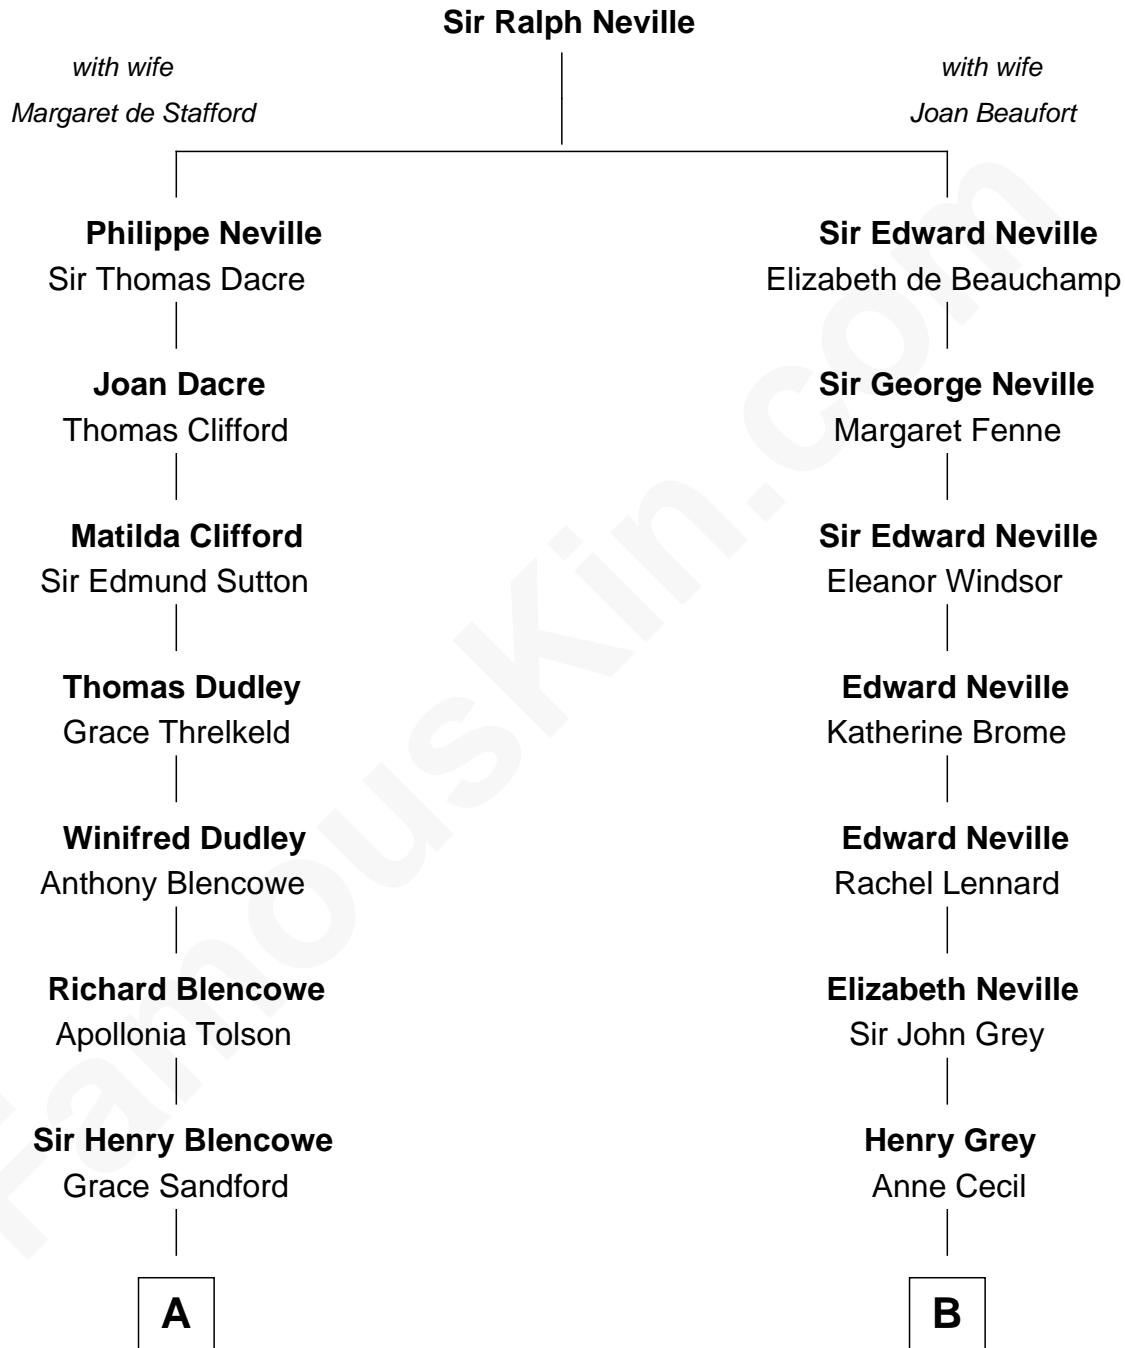 Sir Ralph Neville
with wife
Margaret de Stafford
with wife
Joan Beaufort
Philippe Neville
Sir Thomas Dacre
Joan Dacre
Thomas Clifford
Matilda Clifford
Sir Edmund Sutton
Thomas Dudley
Grace Threlkeld
Winifred Dudley
Anthony Blencowe
Richard Blencowe
Apollonia Tolson
Sir Henry Blencowe
Grace Sandford
A
Sir Edward Neville
Elizabeth de Beauchamp
Sir George Neville
Margaret Fenne
Sir Edward Neville
Eleanor Windsor
Edward Neville
Katherine Brome
Edward Neville
Rachel Lennard
Elizabeth Neville
Sir John Grey
Henry Grey
Anne Cecil
B
FamousKin.com